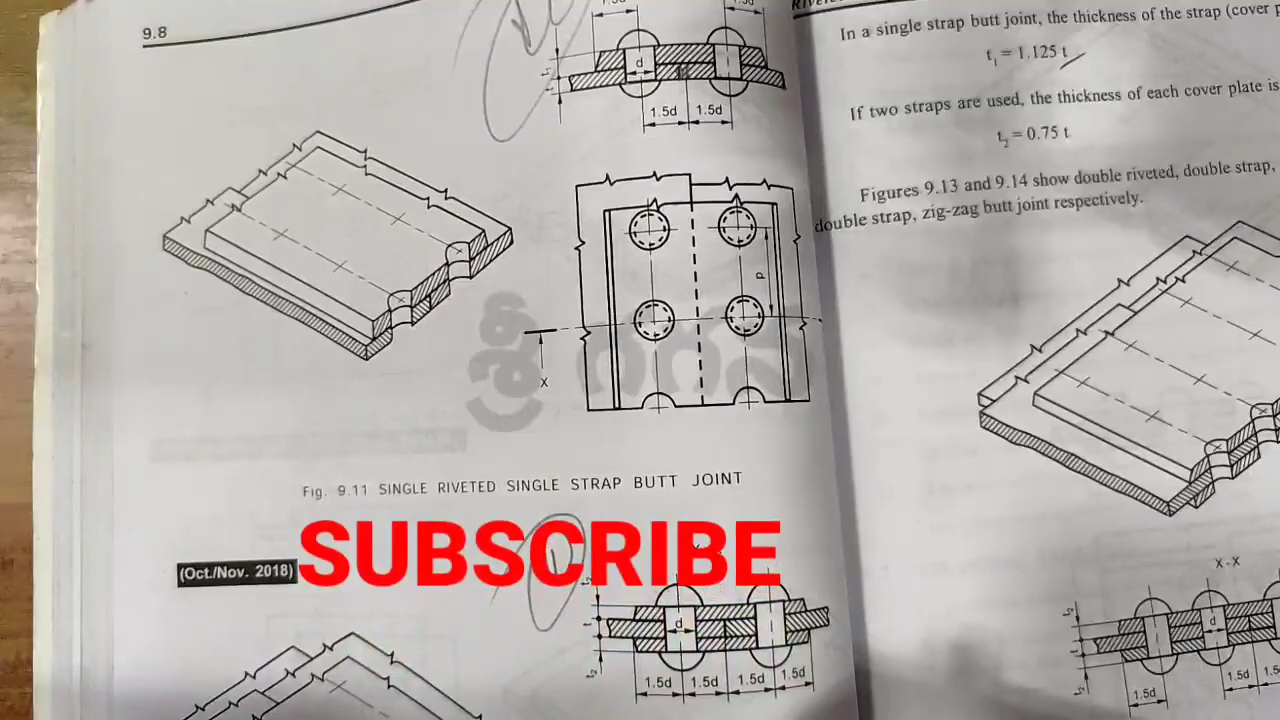 9.8
d
1.5d
1.5d
p
X
Fig. 9.11 SINGLE RIVETED SINGLE STRAP BUTT JOINT
SUBSCRIBE
(Oct./Nov. 2018)
d
1.5d
1.5d
1.5d
1.5d
In a single strap butt joint, the thickness of the strap (cover
t₁ = 1.125 t
If two straps are used, the thickness of each cover plate is
t₂ = 0.75 t
Figures 9.13 and 9.14 show double riveted, double strap,
double strap, zig-zag butt joint respectively.
X-X
d
1.5d
1.5d